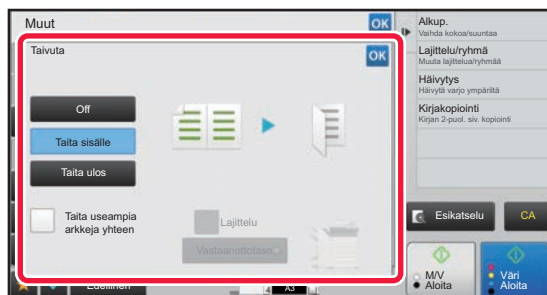 Muut
OK
Taivuta
OK
Off
Taita sisälle
Taita ulos
Taita useampia
arkkeja yhteen
Lajittelu
Vastaanottotaso
Edellinen
4
A3
Alkup.
Vaihda kokoa/suuntaa
Lajittelu/ryhmä
Muuta lajittelua/ryhmää
Häivytys
Häivytä varjo ympäriltä
Kirjakopiointi
Kirjan 2-puol. siv. kopiointi
Esikatselu
CA
M/V
Aloita
Väri
Aloita